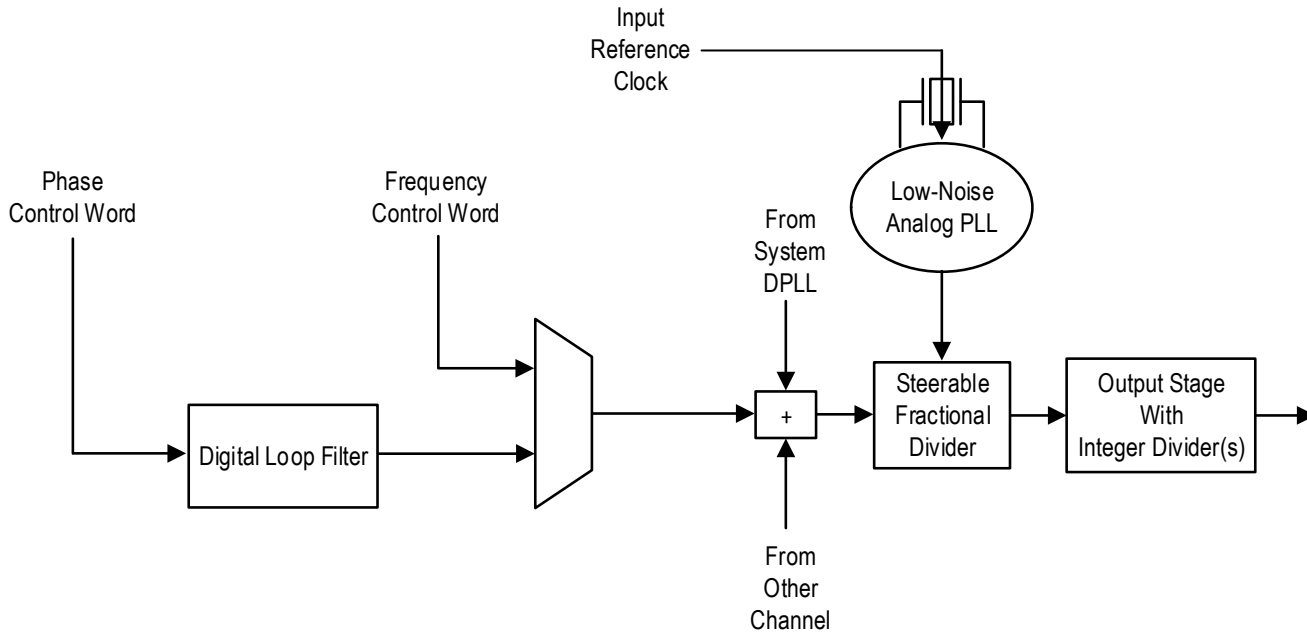 Input
Reference
Clock
Phase
Control Word
Frequency
Control Word
Low-Noise
Analog PLL
From
System
DPLL
Digital Loop Filter
+
Steerable
Fractional
Divider
Output Stage
With
Integer Divider(s)
From
Other
Channel